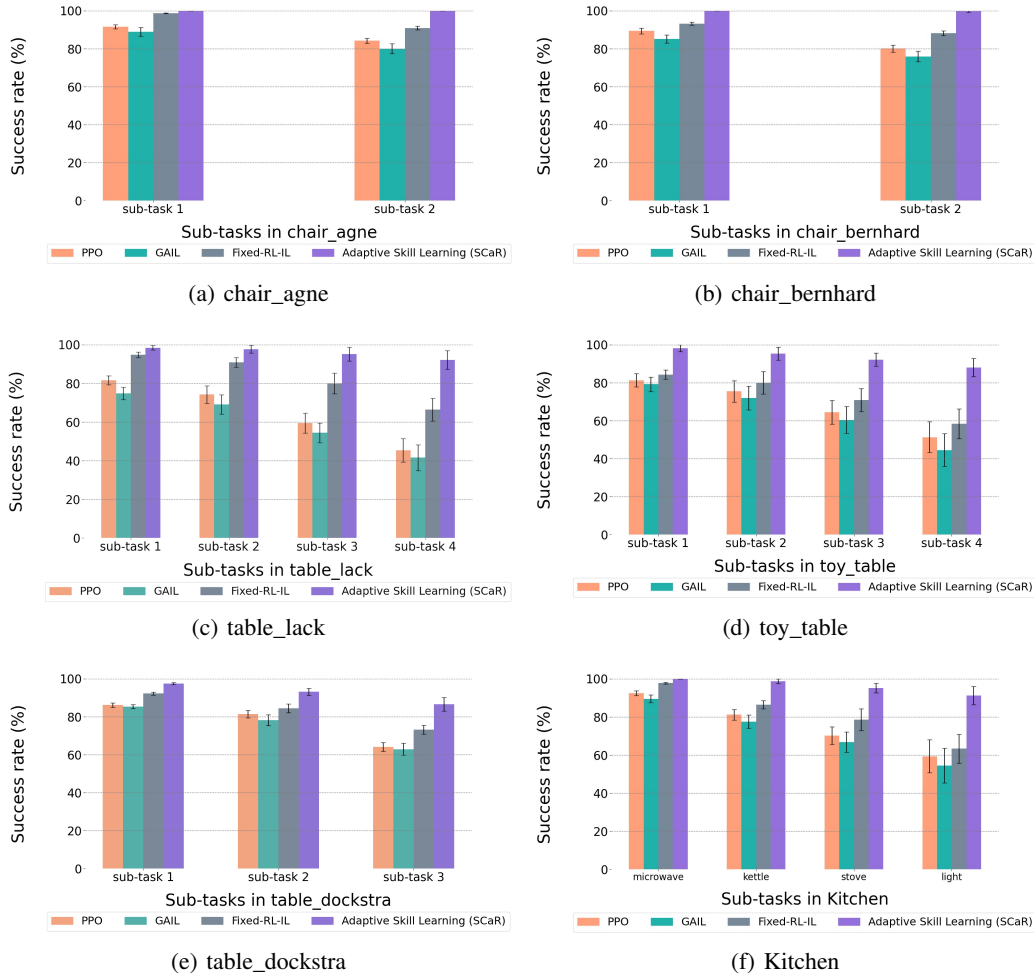 100
80
60
40
20
0
Success rate (%)
sub-task 1
sub-task 2
Sub-tasks in chair_agne
PPO GAIL Fixed-RL-IL Adaptive Skill Learning (SCaR)
(a) chair_agne
100
80
60
40
20
0
Success rate (%)
sub-task 1
sub-task 2
Sub-tasks in chair_bernhard
PPO GAIL Fixed-RL-IL Adaptive Skill Learning (SCaR)
(b) chair_bernhard
100
80
60
40
20
0
Success rate (%)
sub-task 1
sub-task 2
sub-task 3
sub-task 4
Sub-tasks in table_lack
PPO GAIL Fixed-RL-IL Adaptive Skill Learning (SCaR)
(c) table_lack
100
80
60
40
20
0
Success rate (%)
sub-task 1
sub-task 2
sub-task 3
sub-task 4
Sub-tasks in toy_table
PPO GAIL Fixed-RL-IL Adaptive Skill Learning (SCaR)
(d) toy_table
100
80
60
40
20
0
Success rate (%)
sub-task 1
sub-task 2
sub-task 3
Sub-tasks in table_dockstra
PPO GAIL Fixed-RL-IL Adaptive Skill Learning (SCaR)
(e) table_dockstra
100
80
60
40
20
0
Success rate (%)
microwave
kettle
stove
light
Sub-tasks in Kitchen
PPO GAIL Fixed-RL-IL Adaptive Skill Learning (SCaR)
(f) Kitchen